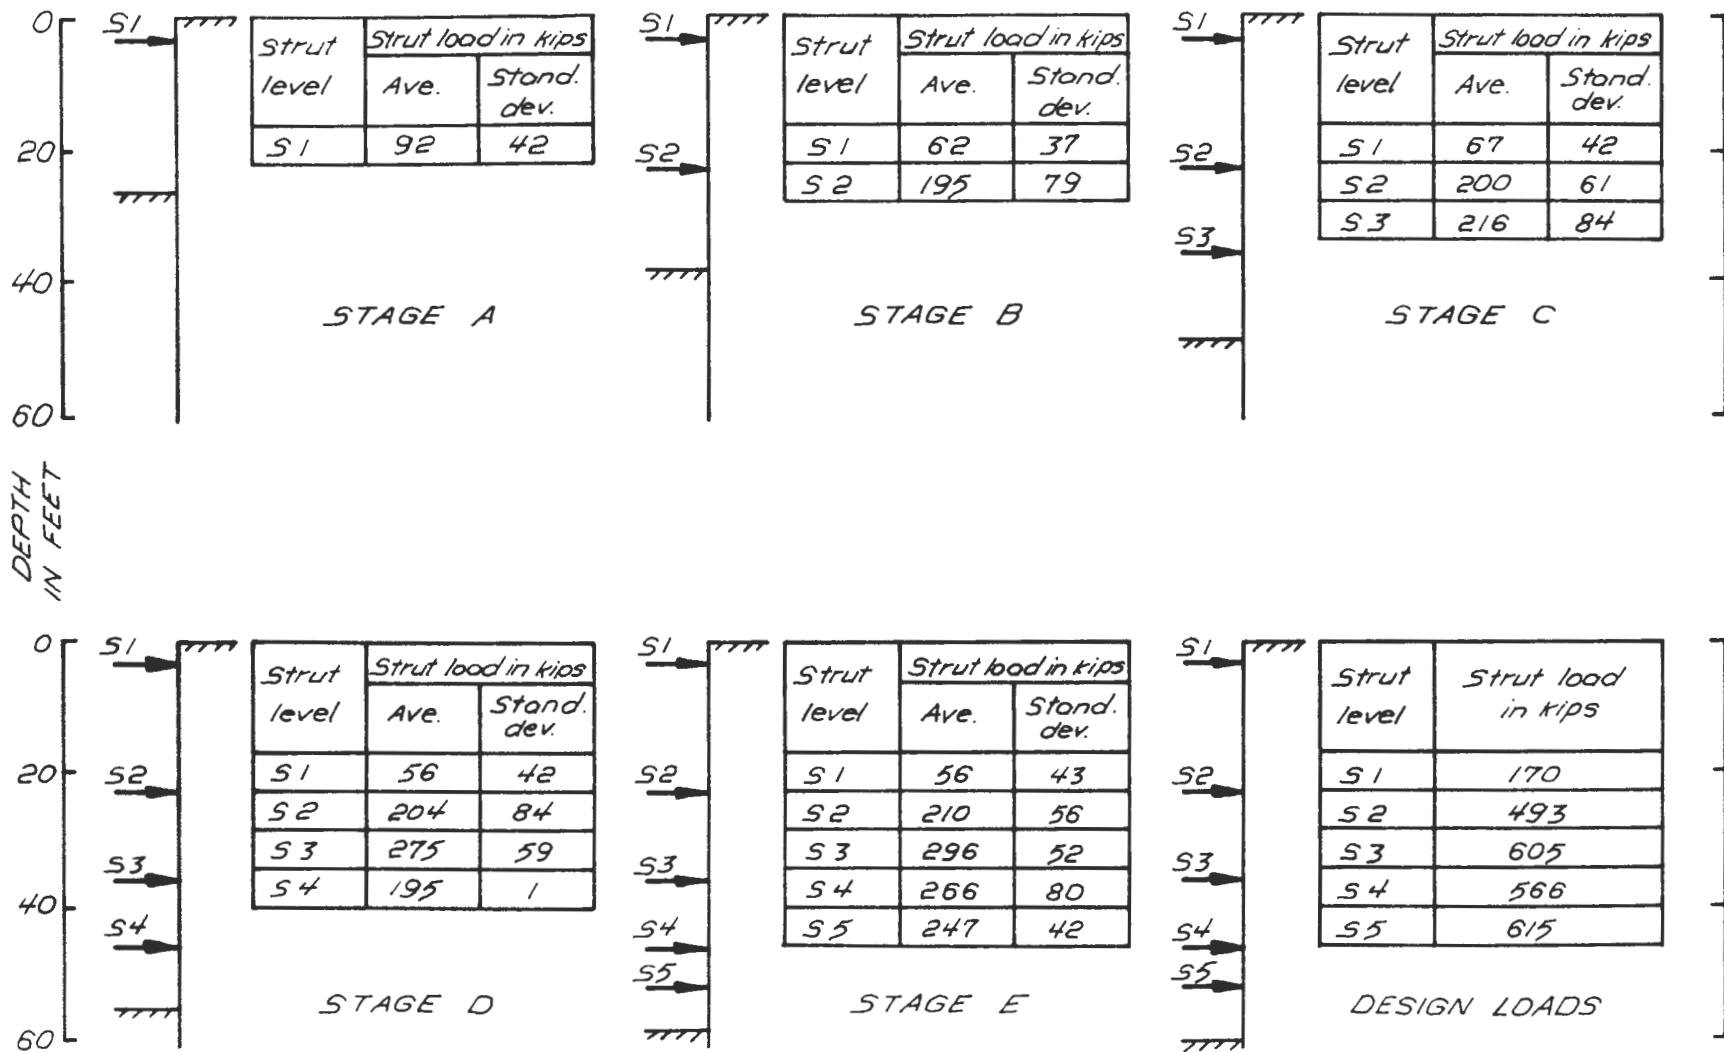 0
20
40
60
S1
Strut level
Strut load in kips
Ave.
Stand. dev.
S1 92 42
STAGE A
S1
S2
Strut level
Strut load in kips
Ave.
Stand. dev.
S1 62 37
S2 195 79
STAGE B
S1
S2
S3
Strut level
Strut load in kips
Ave.
Stand. dev.
S1 67 42
S2 200 61
S3 216 84
STAGE C
DEPTH
IN FEET
0
20
40
60
S1
S2
S3
S4
Strut level
Strut load in kips
Ave.
Stand. dev.
S1 56 42
S2 204 84
S3 275 59
S4 195 1
STAGE D
S1
S2
S3
S4
S5
Strut level
Strut load in kips
Ave.
Stand. dev.
S1 56 43
S2 210 56
S3 296 52
S4 266 80
S5 247 42
STAGE E
S1
S2
S3
S4
S5
Strut level
Strut load in kips
S1 170
S2 493
S3 605
S4 566
S5 615
DESIGN LOADS